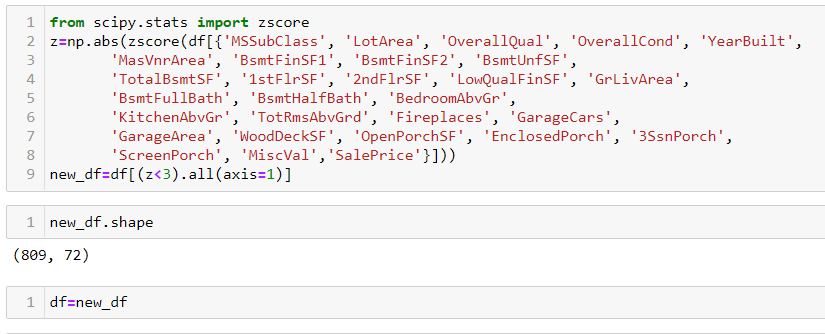 1 from scipy.stats import zscore
2 z=np.abs(zscore(df[{'MSSubClass', 'LotArea', 'OverallQual', 'OverallCond', 'YearBuilt',
3 'MasVnrArea', 'BsmtFinSF1', 'BsmtFinSF2', 'BsmtUnfSF',
4 'TotalBsmtSF', '1stFlrSF', '2ndFlrSF', 'LowQualFinSF', 'GrLivArea',
5 'BsmtFullBath', 'BsmtHalfBath', 'BedroomAbvGr',
6 'KitchenAbvGr', 'TotRmsAbvGrd', 'Fireplaces', 'GarageCars',
7 'GarageArea', 'WoodDeckSF', 'OpenPorchSF', 'EnclosedPorch', '3SsnPorch',
8 'ScreenPorch', 'MiscVal','SalePrice'}]))
9 new_df=df[(z<3).all(axis=1)]
1 new_df.shape
(809, 72)
1 df=new_df